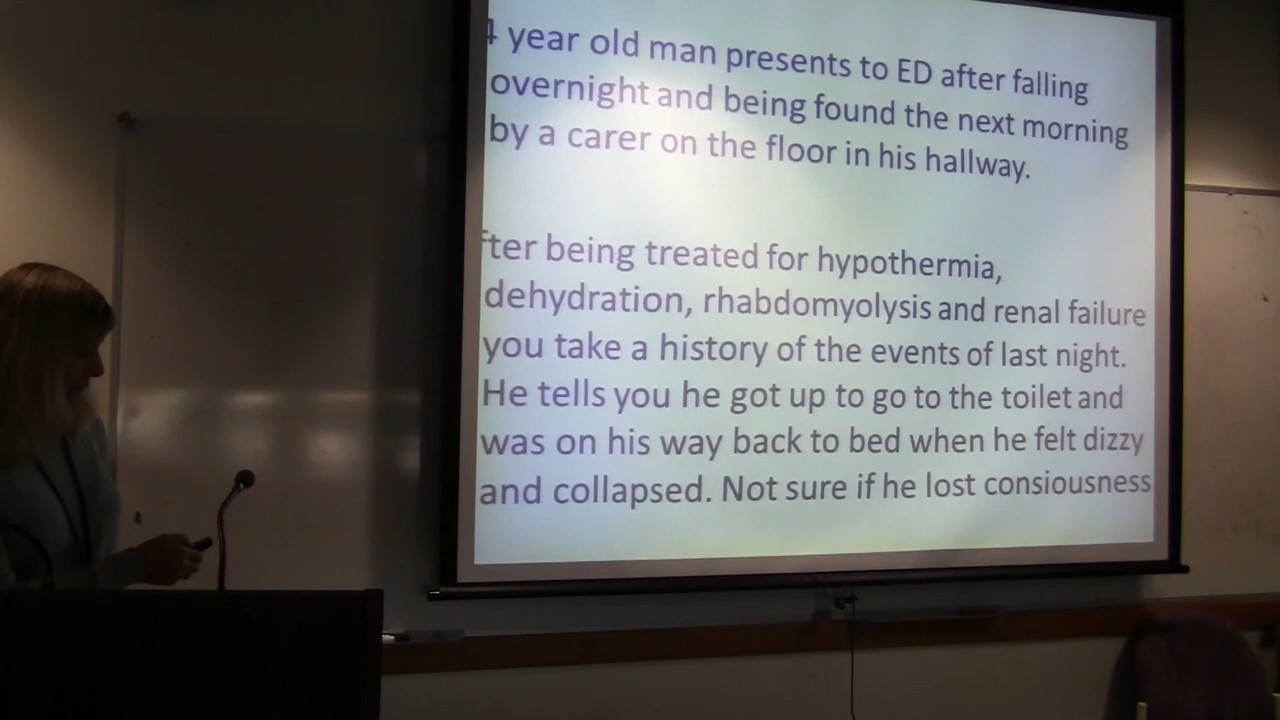 4 year old man presents to ED after falling
overnight and being found the next morning
by a carer on the floor in his hallway.
fter being treated for hypothermia,
dehydration, rhabdomyolysis and renal failure
you take a history of the events of last night.
He tells you he got up to go to the toilet and
was on his way back to bed when he felt dizzy
and collapsed. Not sure if he lost consiousness